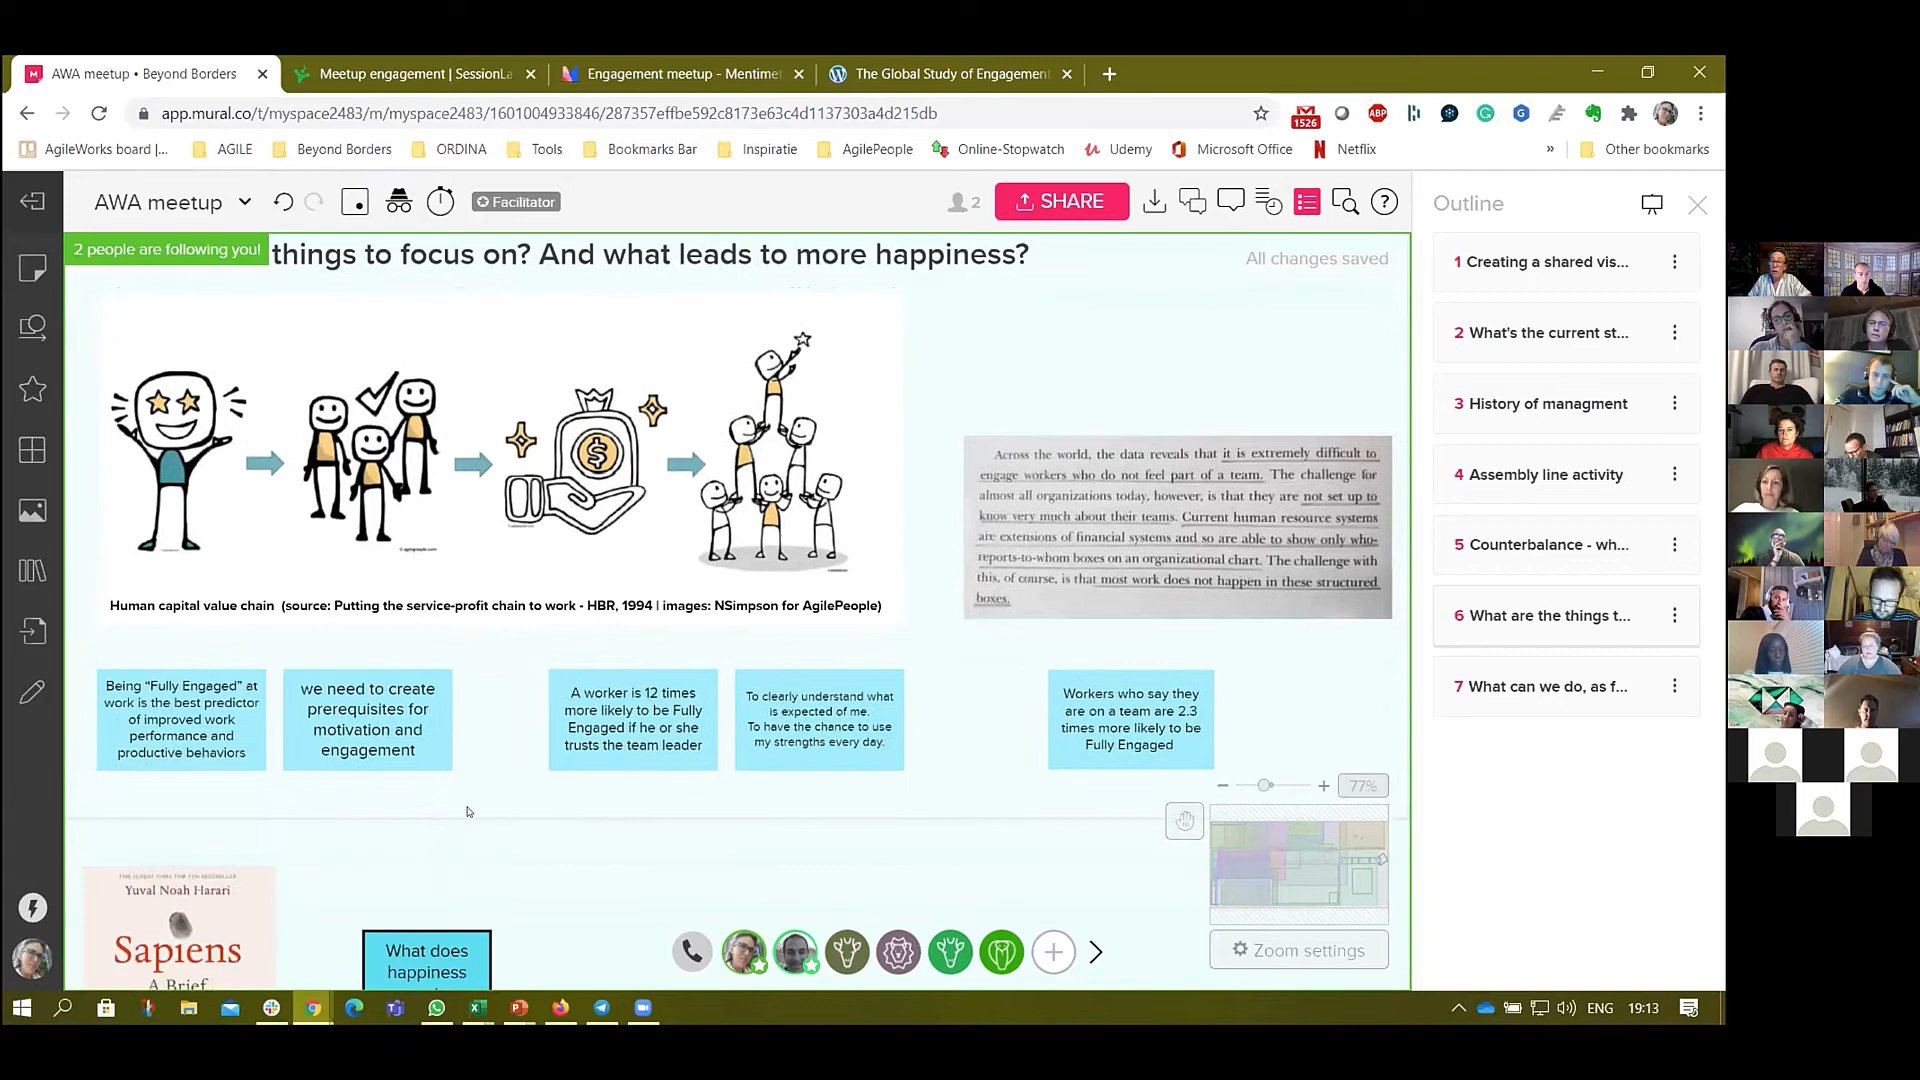 AWA meetup • Beyond Borders
Meetup engagement | SessionLa
Engagement meetup - Mentimet
The Global Study of Engagement
app.mural.co/t/myspace2483/m/myspace2483/1601004933846/287357effbe592c8173e63c4d1137303a4d215db
1526
ABP
AgileWorks board |...
AGILE
Beyond Borders
ORDINA
Tools
Bookmarks Bar
Inspiratie
AgilePeople
Online-Stopwatch
Udemy
Microsoft Office
Netflix
»
Other bookmarks
AWA meetup
Facilitator
2
SHARE
Outline
2 people are following you!
things to focus on? And what leads to more happiness?
All changes saved
1 Creating a shared vis...
2 What's the current st...
3 History of managment
4 Assembly line activity
5 Counterbalance - wh...
6 What are the things t...
7 What can we do, as f...
Human capital value chain (source: Putting the service-profit chain to work - HBR, 1994 | images: NSimpson for AgilePeople)
Across the world, the data reveals that it is extremely difficult to
engage workers who do not feel part of a team. The challenge for
almost all organizations today, however, is that they are not set up to
know very much about their teams. Current human resource systems
are extensions of financial systems and so are able to show only who-
reports-to-whom boxes on an organizational chart. The challenge with
this, of course, is that most work does not happen in these structured
boxes.
Being “Fully Engaged” at
work is the best predictor
of improved work
performance and
productive behaviors
we need to create
prerequisites for
motivation and
engagement
A worker is 12 times
more likely to be Fully
Engaged if he or she
trusts the team leader
To clearly understand what
is expected of me.
To have the chance to use
my strengths every day.
Workers who say they
are on a team are 2.3
times more likely to be
Fully Engaged
77%
Zoom settings
Yuval Noah Harari
Sapiens
A Brief
What does
happiness
ENG
19:13